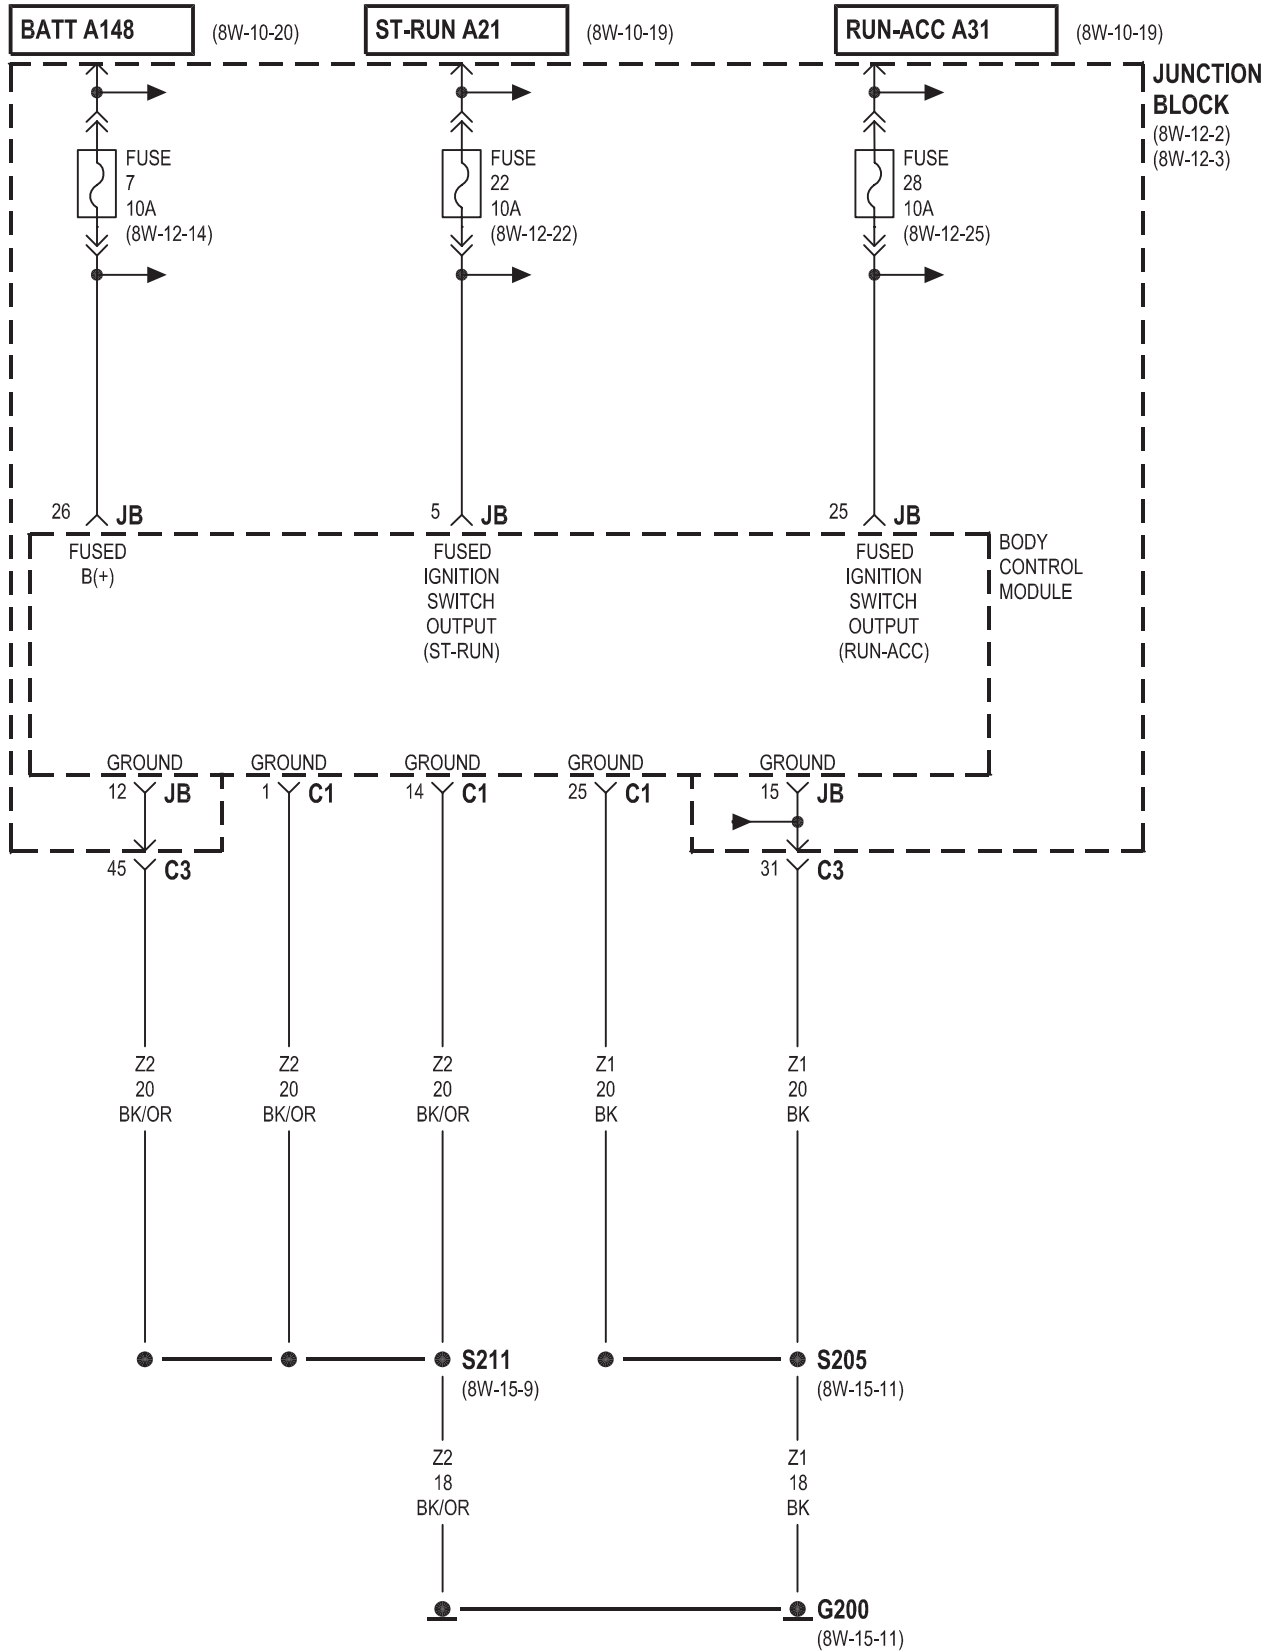 BATT A148
(8W-10-20)
ST-RUN A21
(8W-10-19)
RUN-ACC A31
(8W-10-19)
JUNCTION
BLOCK
(8W-12-2)
(8W-12-3)
FUSE
7
10A
(8W-12-14)
FUSE
22
10A
(8W-12-22)
FUSE
28
10A
(8W-12-25)
26 JB
5 JB
25 JB
FUSED
B(+)
FUSED
IGNITION
SWITCH
OUTPUT
(ST-RUN)
FUSED
IGNITION
SWITCH
OUTPUT
(RUN-ACC)
BODY
CONTROL
MODULE
GROUND
GROUND
GROUND
GROUND
GROUND
12 JB
1 C1
14 C1
25 C1
15 JB
45 C3
31 C3
Z2
20
BK/OR
Z2
20
BK/OR
Z2
20
BK/OR
Z1
20
BK
Z1
20
BK
S211
(8W-15-9)
S205
(8W-15-11)
Z2
18
BK/OR
Z1
18
BK
G200
(8W-15-11)